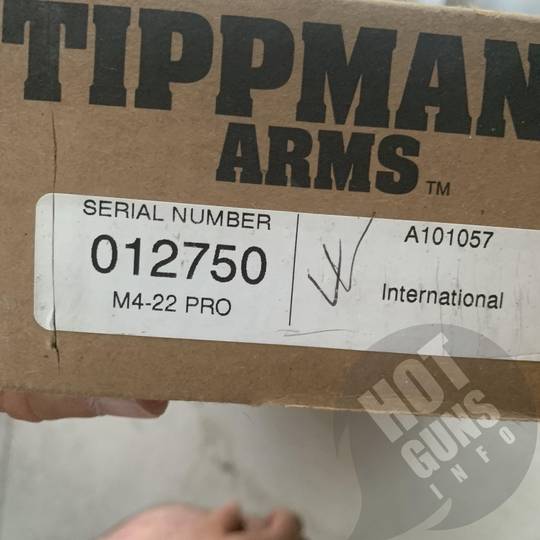 TIPPMAN
ARMS™
SERIAL NUMBER
012750
M4-22 PRO
A101057
International
HOT
GUNS
INFO